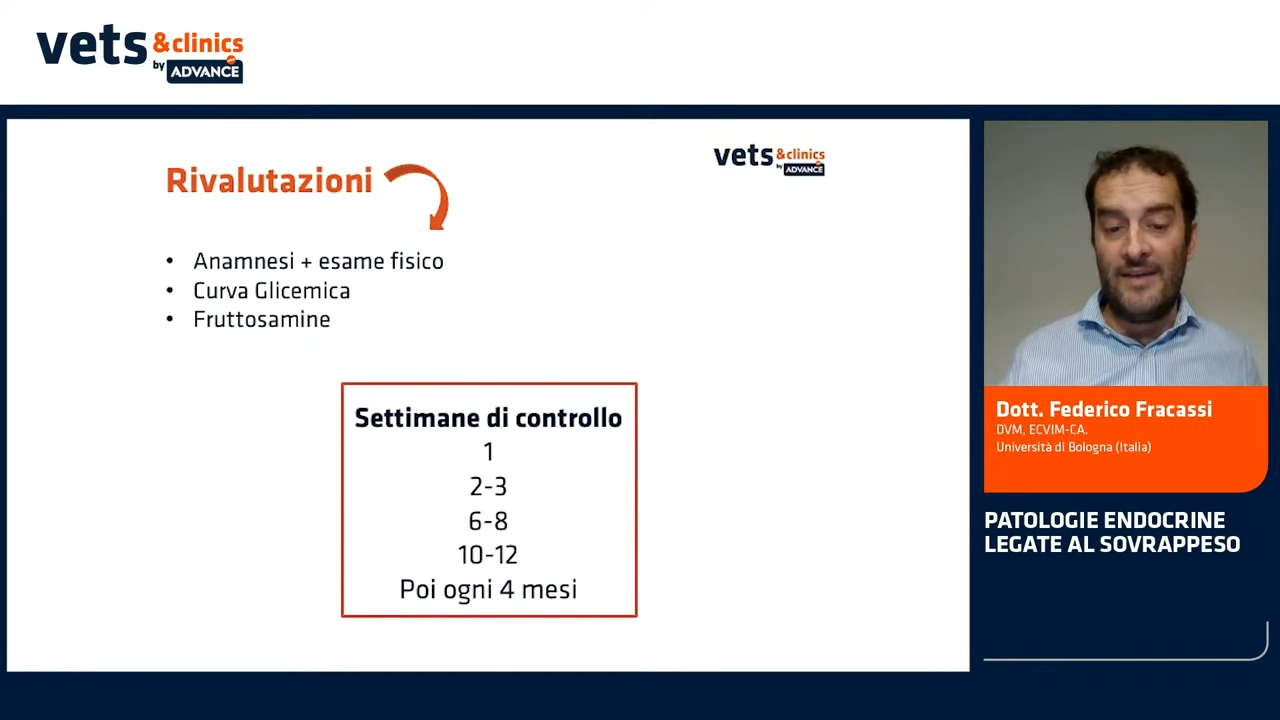 vets &clinics
by ADVANCE
vets &clinics
by ADVANCE
Rivalutazioni
• Anamnesi + esame fisico
• Curva Glicemica
• Fruttosamine
Settimane di controllo
1
2-3
6-8
10-12
Poi ogni 4 mesi
Dott. Federico Fracassi
DVM, ECVIM-CA.
Università di Bologna (Italia)
PATOLOGIE ENDOCRINE
LEGATE AL SOVRAPPESO